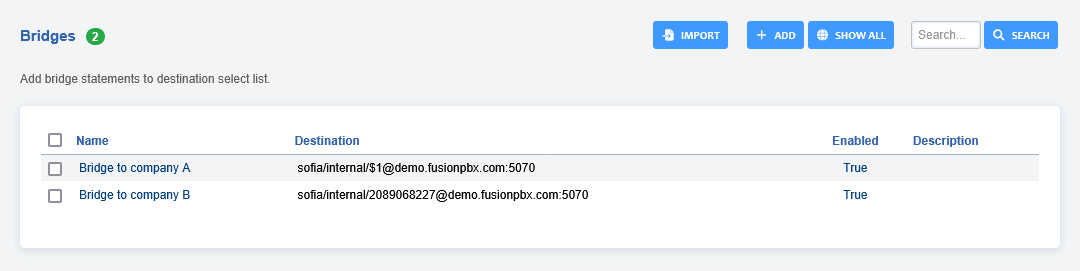 Bridges 2 IMPORT ADD SHOW ALL Search... SEARCH
Add bridge statements to destination select list.
Name Destination Enabled Description
Bridge to company A sofia/internal/$1@demo.fusionpbx.com:5070 True
Bridge to company B sofia/internal/2089068227@demo.fusionpbx.com:5070 True